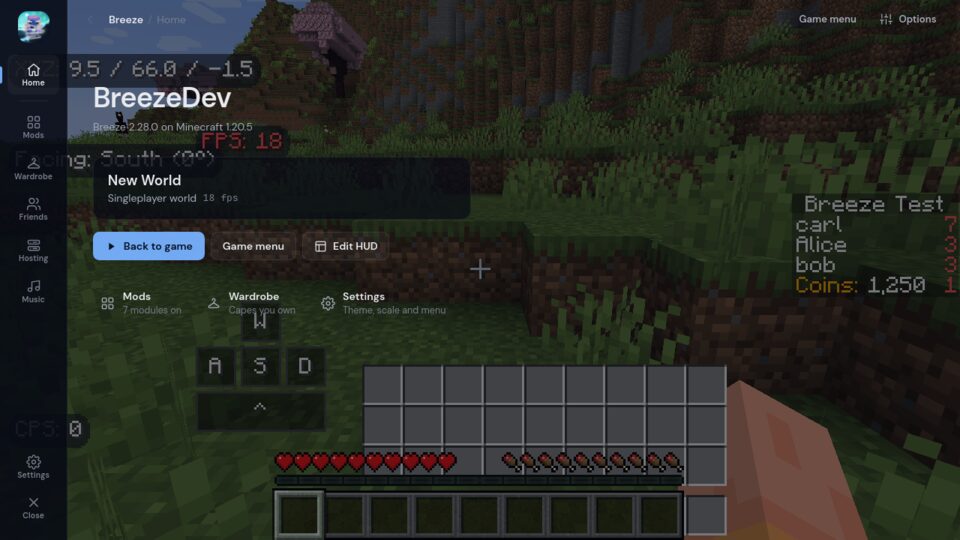 Breeze / Home
Game menu
Options
XYZ: 9.5 / 66.0 / -1.5
Home
BreezeDev
Breeze 2.28.0 on Minecraft 1.20.5
Mods
FPS: 18
Facing: South (0°)
Wardrobe
New World
Singleplayer world 18 fps
Friends
Breeze Test
carl 7
Alice 3
bob 3
Coins: 1,250 1
Hosting
Back to game
Game menu
Edit HUD
Music
Mods
7 modules on
Wardrobe
Capes you own
Settings
Theme, scale and menu
W
A
S
D
^
CPS: 0
Settings
Close